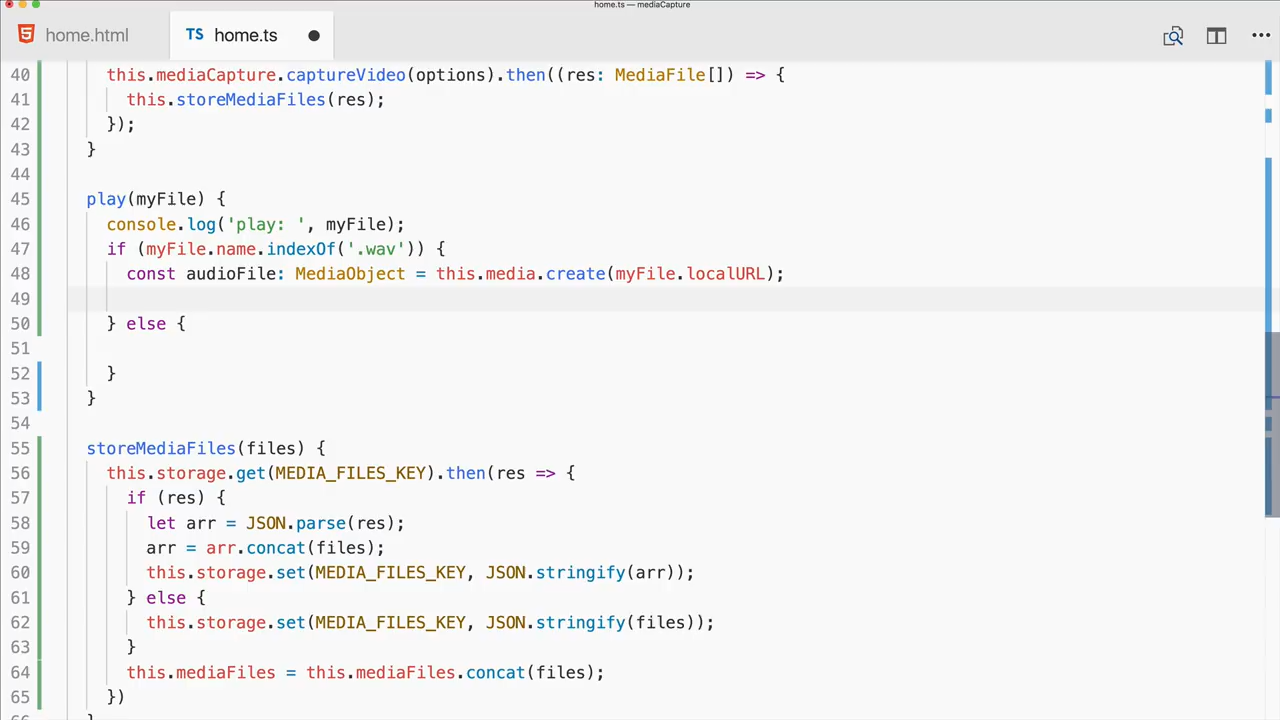 home.ts — mediaCapture
home.html
TS home.ts
40 this.mediaCapture.captureVideo(options).then((res: MediaFile[]) => {
41 this.storeMediaFiles(res);
42 });
43 }
44
45 play(myFile) {
46 console.log('play: ', myFile);
47 if (myFile.name.indexOf('.wav')) {
48 const audioFile: MediaObject = this.media.create(myFile.localURL);
49
50 } else {
51
52 }
53 }
54
55 storeMediaFiles(files) {
56 this.storage.get(MEDIA_FILES_KEY).then(res => {
57 if (res) {
58 let arr = JSON.parse(res);
59 arr = arr.concat(files);
60 this.storage.set(MEDIA_FILES_KEY, JSON.stringify(arr));
61 } else {
62 this.storage.set(MEDIA_FILES_KEY, JSON.stringify(files));
63 }
64 this.mediaFiles = this.mediaFiles.concat(files);
65 })